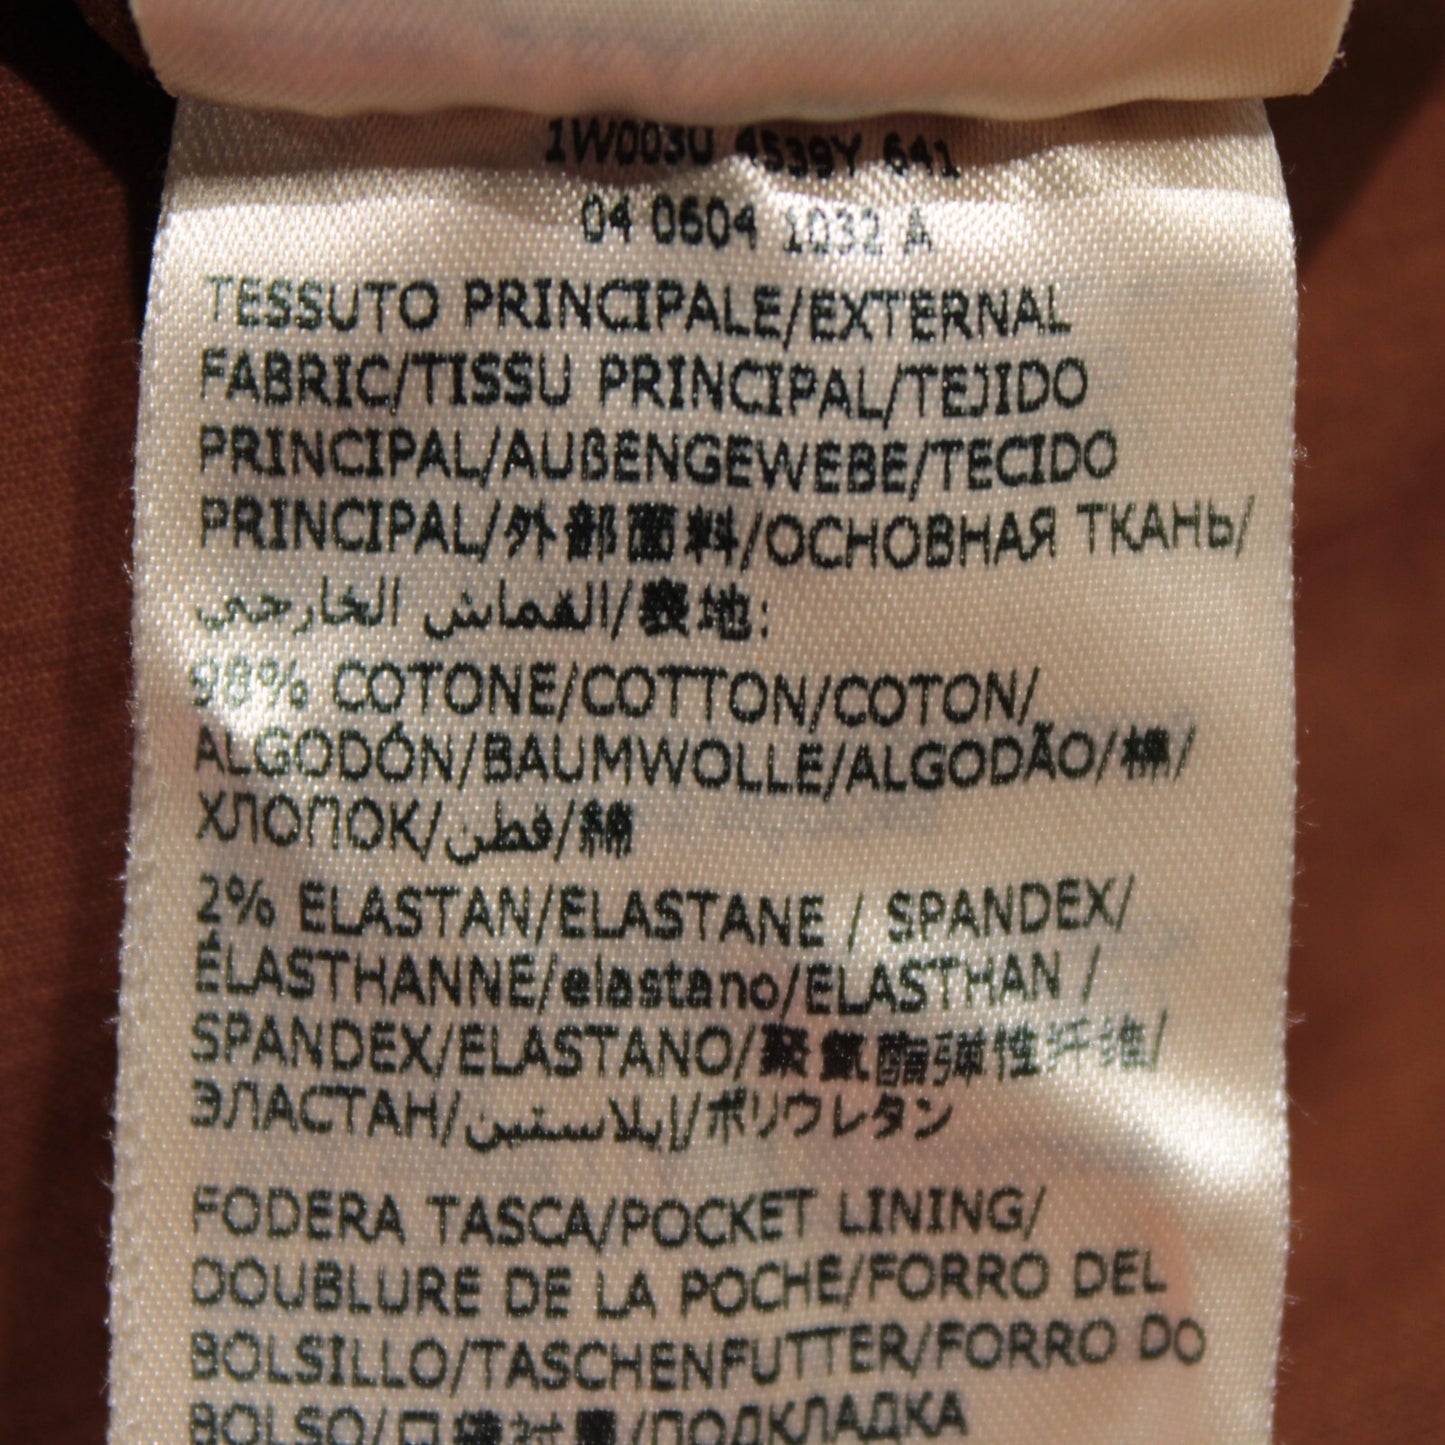 1W003U 4539Y 641
04 0604 1032 A
TESSUTO PRINCIPALE/EXTERNAL
FABRIC/TISSU PRINCIPAL/TEJIDO
PRINCIPAL/AUßENGEWEBE/TECIDO
PRINCIPAL/外部面料/ОСНОВНАЯ ТКАНЬ/
القماش الخارجي/表地:
98% COTONE/COTTON/COTON/
ALGODÓN/BAUMWOLLE/ALGODÃO/棉/
ХЛОПОК/قطن/綿
2% ELASTAN/ELASTANE / SPANDEX/
ÉLASTHANNE/elastano/ELASTHAN /
SPANDEX/ELASTANO/聚氨酯弹性纤维/
ЭЛАСТАН/إيلاستين/ポリウレタン
FODERA TASCA/POCKET LINING/
DOUBLURE DE LA POCHE/FORRO DEL
BOLSILLO/TASCHENFUTTER/FORRO DO
BOLSO/口袋衬里/ПОДКЛАДКА